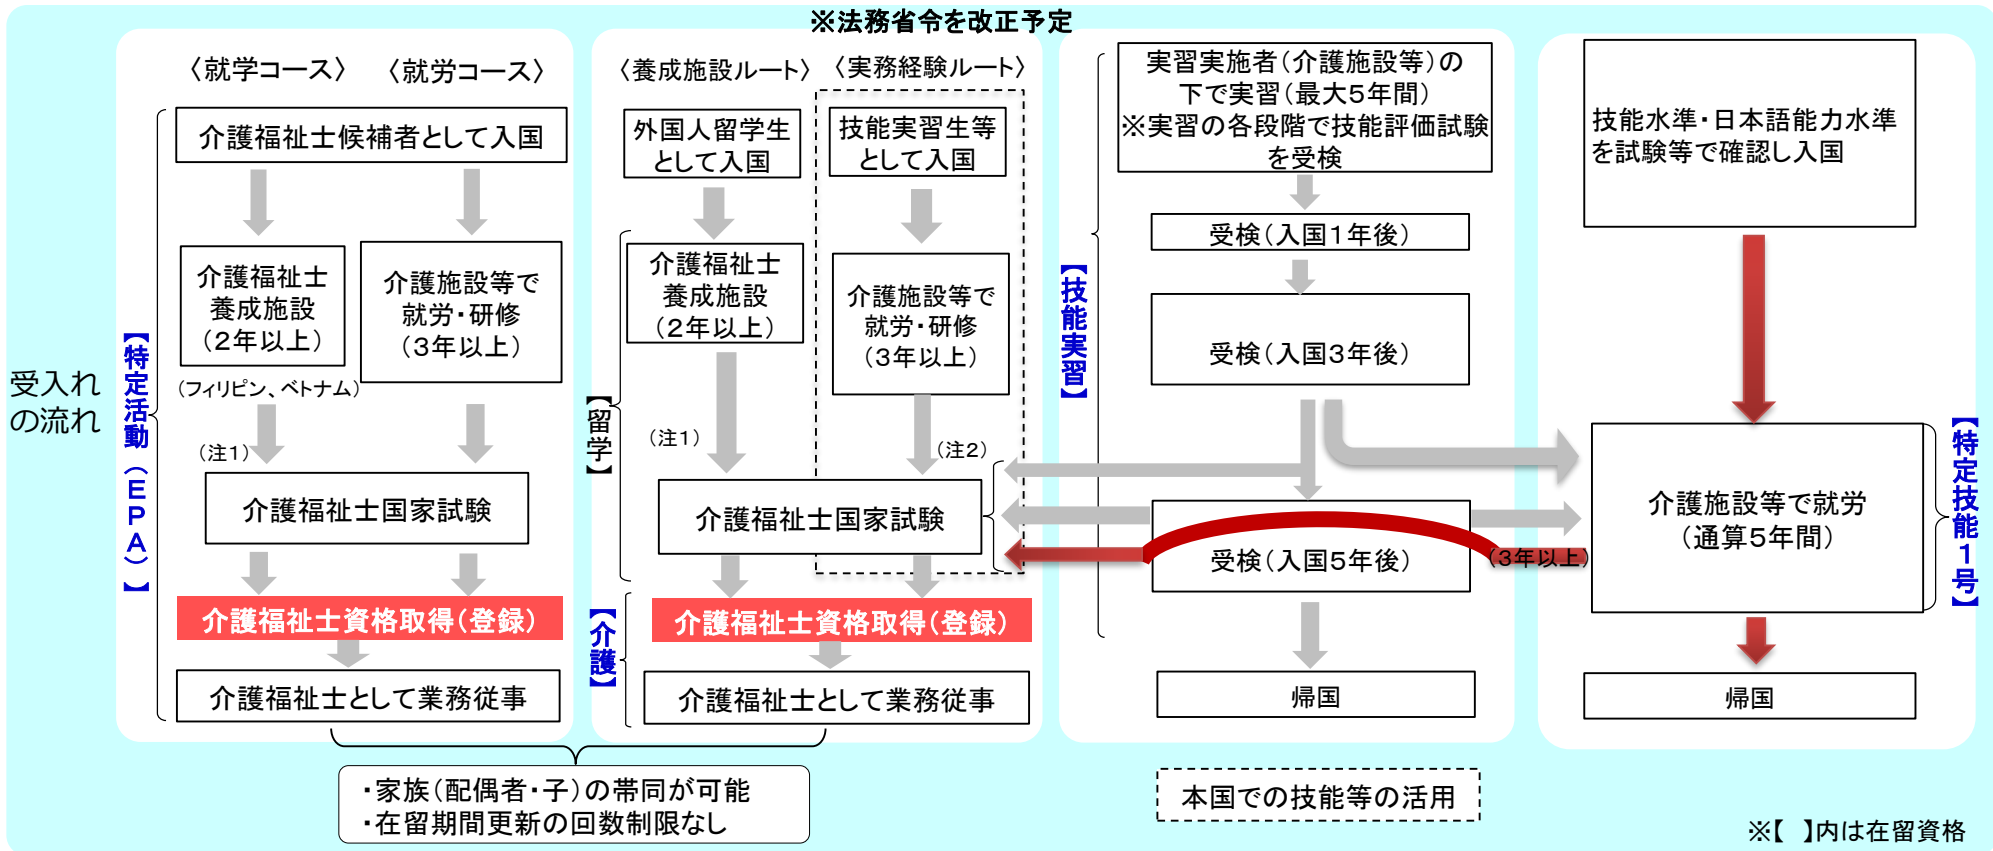 ※法務省令を改正予定
受入れ
の流れ
〈就学コース〉
〈就労コース〉
介護福祉士候補者として入国
介護福祉士
養成施設
（２年以上）
（フィリピン、ベトナム）
介護施設等で
就労・研修
（３年以上）
【特定活動（ＥＰＡ）】
（注１）
介護福祉士国家試験
介護福祉士資格取得（登録）
介護福祉士として業務従事
〈養成施設ルート〉
〈実務経験ルート〉
外国人留学生
として入国
技能実習生等
として入国
介護福祉士
養成施設
（２年以上）
介護施設等で
就労・研修
（３年以上）
【留学】
（注１）
（注２）
介護福祉士国家試験
【介護】
介護福祉士資格取得（登録）
介護福祉士として業務従事
・家族（配偶者・子）の帯同が可能
・在留期間更新の回数制限なし
実習実施者（介護施設等）の
下で実習（最大５年間）
※実習の各段階で技能評価試験
を受検
【技能実習】
受検（入国１年後）
受検（入国３年後）
受検（入国５年後）
帰国
本国での技能等の活用
技能水準・日本語能力水準
を試験等で確認し入国
（３年以上）
介護施設等で就労
（通算５年間）
【特定技能１号】
帰国
※【　】内は在留資格